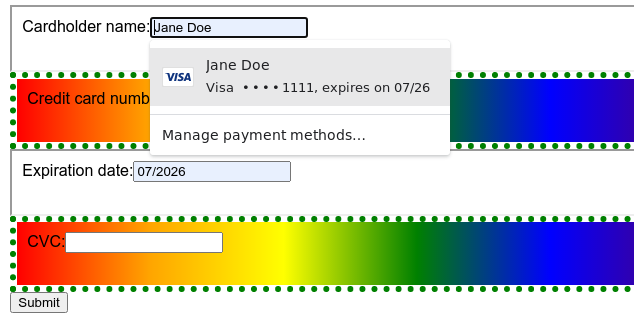 Cardholder name: Jane Doe
VISA
Jane Doe
Visa •••• 1111, expires on 07/26
Credit card numb
Manage payment methods...
Expiration date: 07/2026
CVC:
Submit